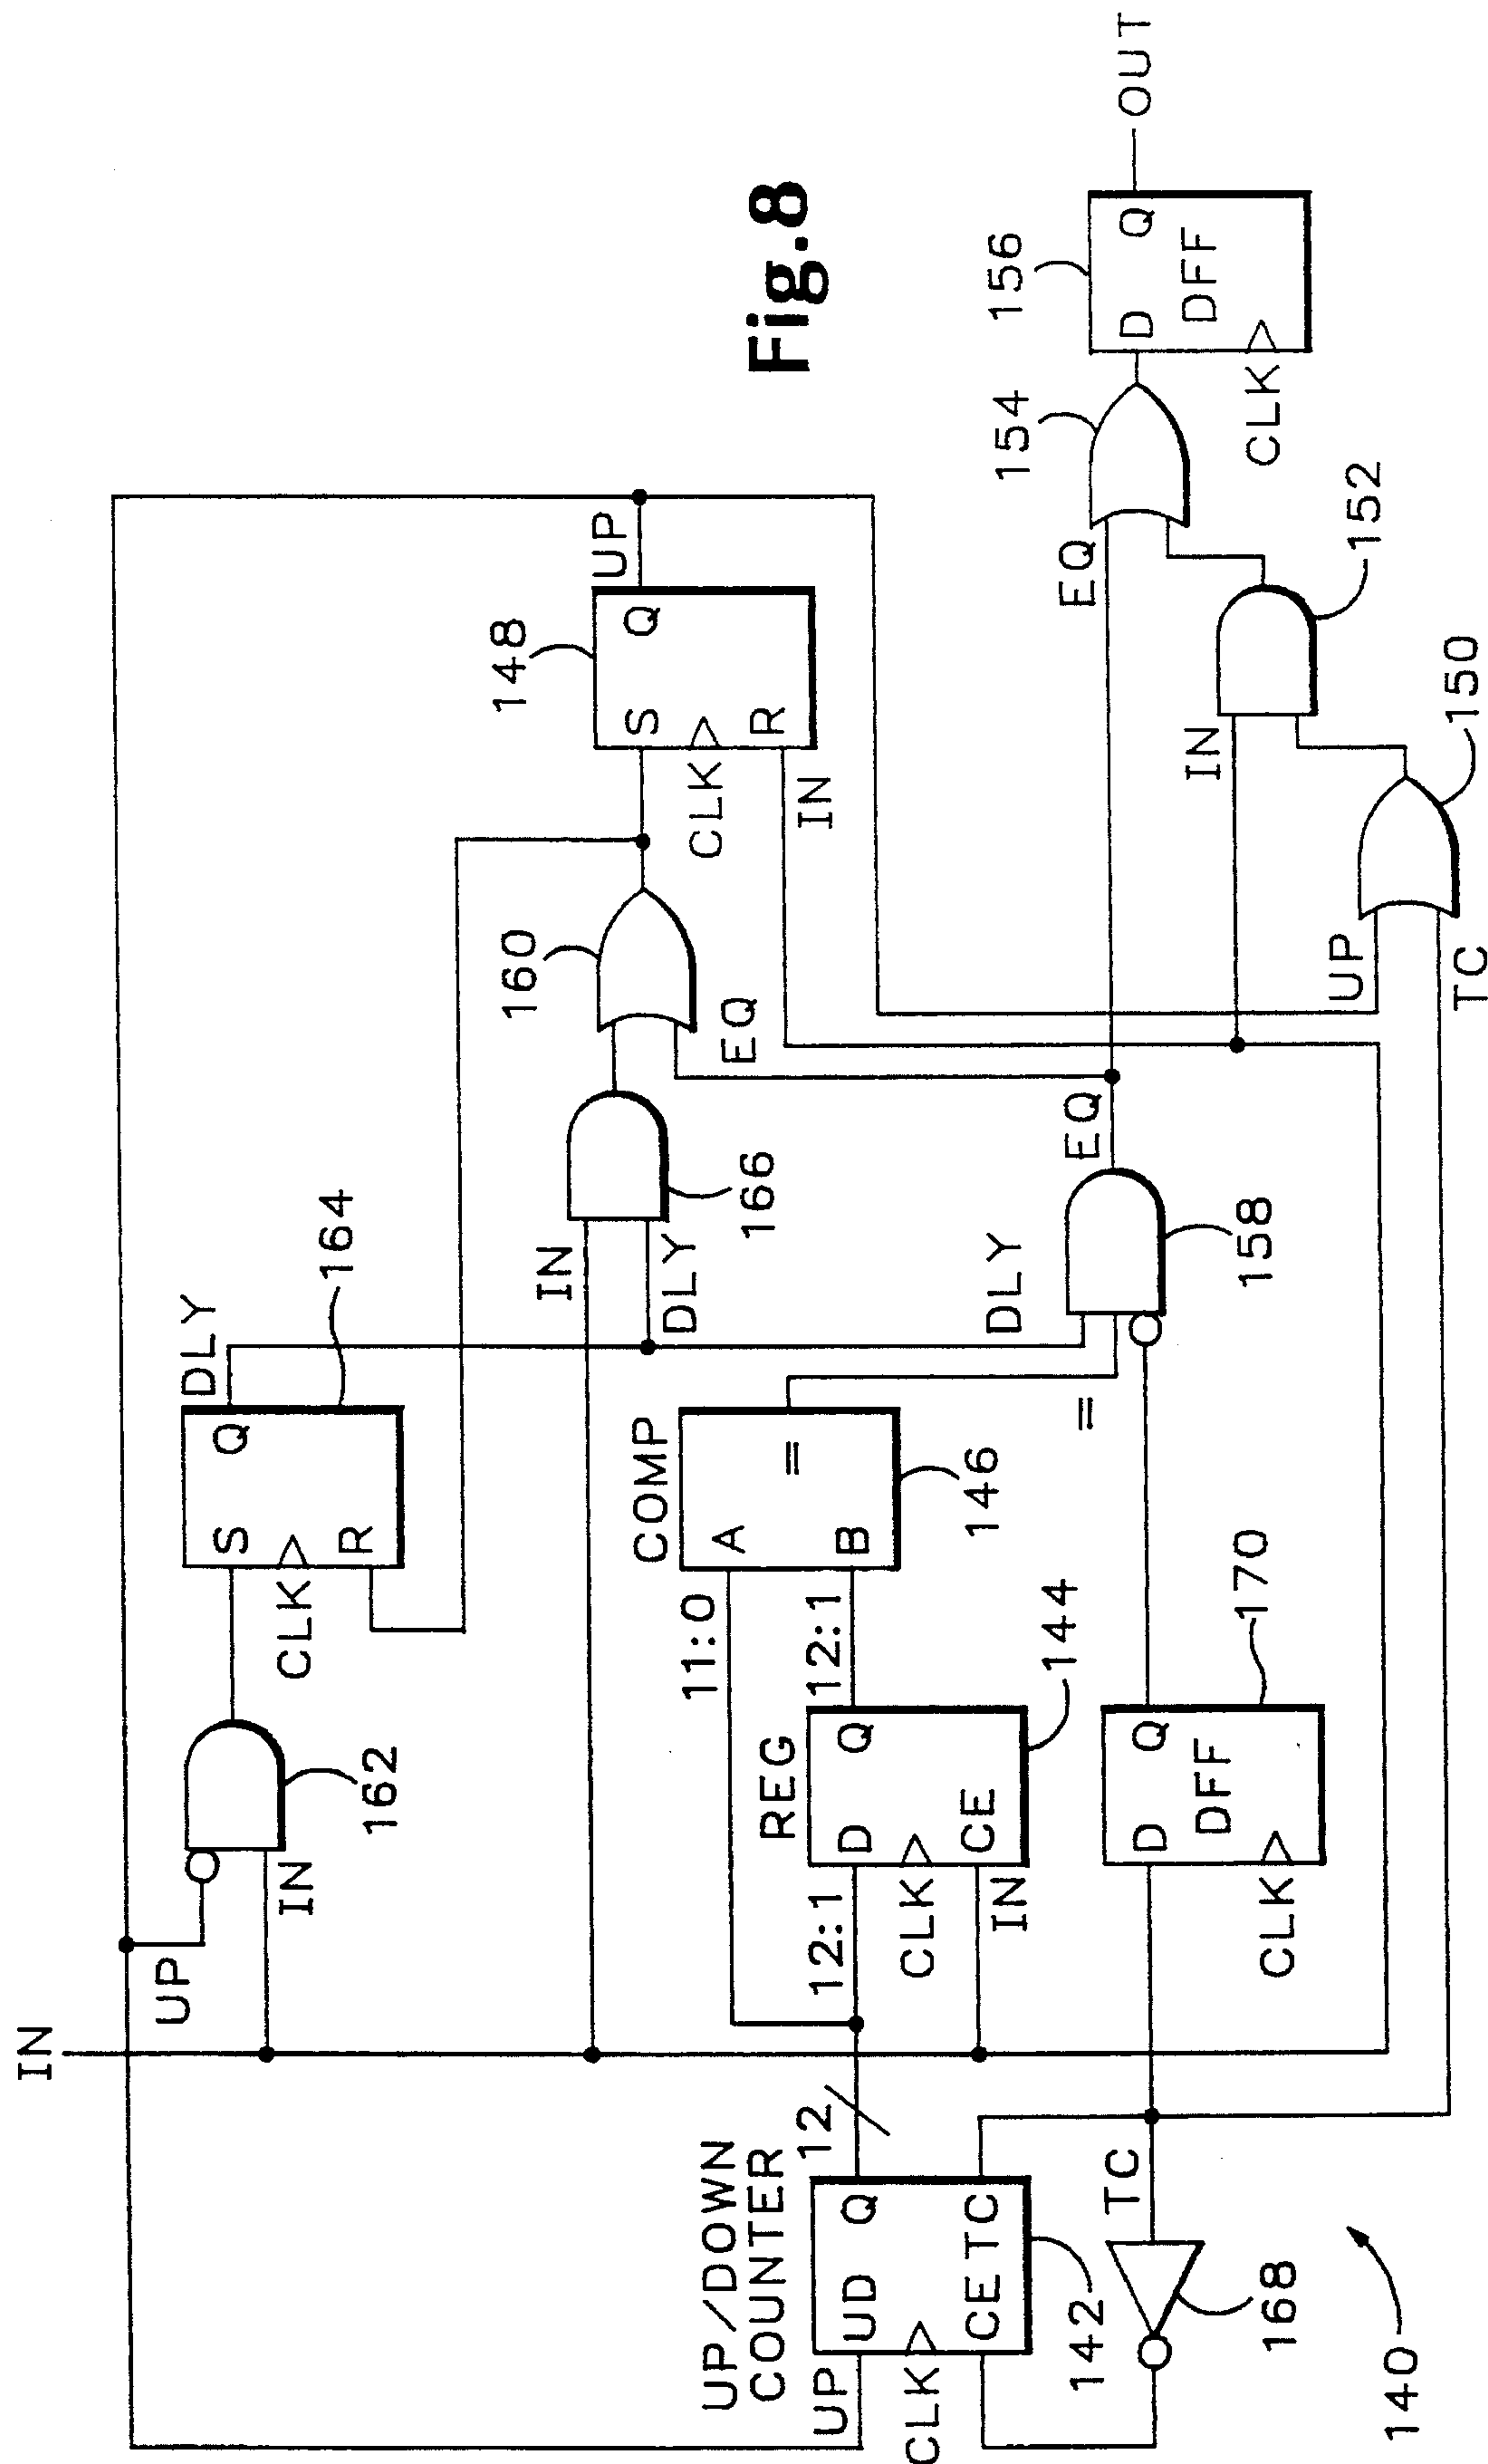 IN
UP
IN
162
S
CLK
R
Q
164
DLY
IN
DLY
166
160
EQ
148
S
CLK
R
IN
Q
UP
Fig.8
UP/DOWN
COUNTER
UP
UD
Q
CLK
CE
TC
142
12
12:1
11:0
REG
D
Q
CLK
CE
IN
144
12:1
COMP
A
B
=
146
=
DLY
158
EQ
EQ
154
D
Q
DFF
CLK
156
OUT
TC
168
D
Q
DFF
CLK
170
IN
152
UP
TC
150
140